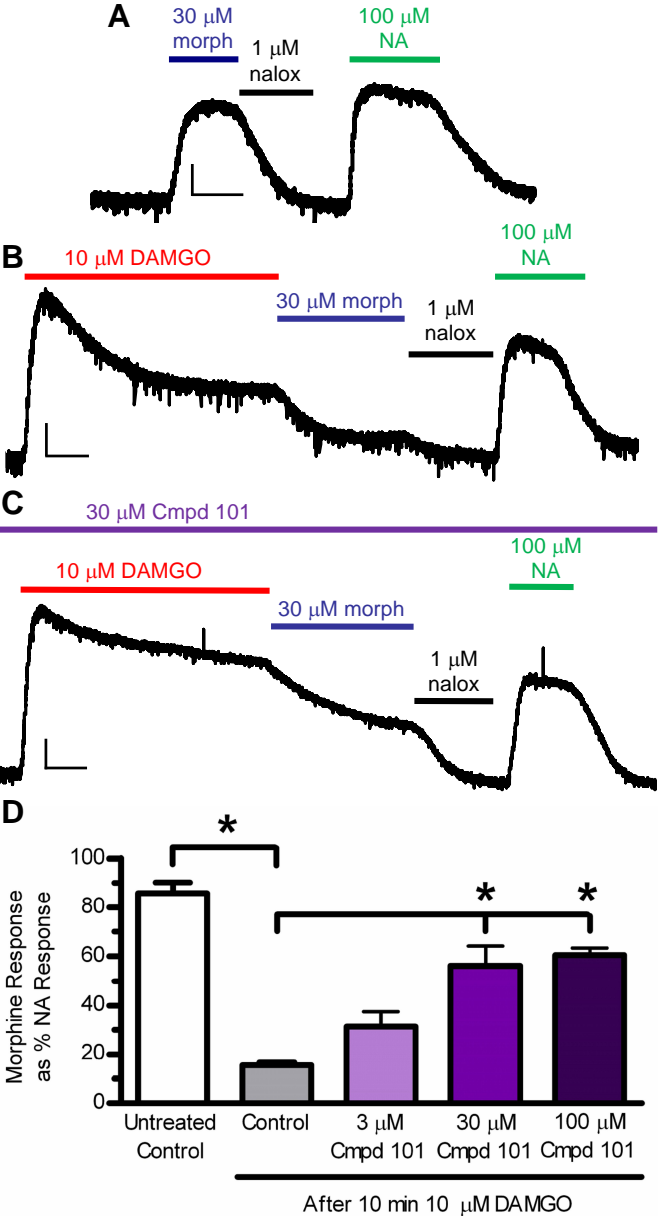 A
30 μM
morph
1 μM
nalox
100 μM
NA
B
10 μM DAMGO
30 μM morph
1 μM
nalox
100 μM
NA
C
30 μM Cmpd 101
10 μM DAMGO
30 μM morph
1 μM
nalox
100 μM
NA
D
Morphine Response
as % NA Response
100
80
60
40
20
0
*
*
*
Untreated
Control
Control
3 μM
Cmpd 101
30 μM
Cmpd 101
100 μM
Cmpd 101
After 10 min 10 μM DAMGO